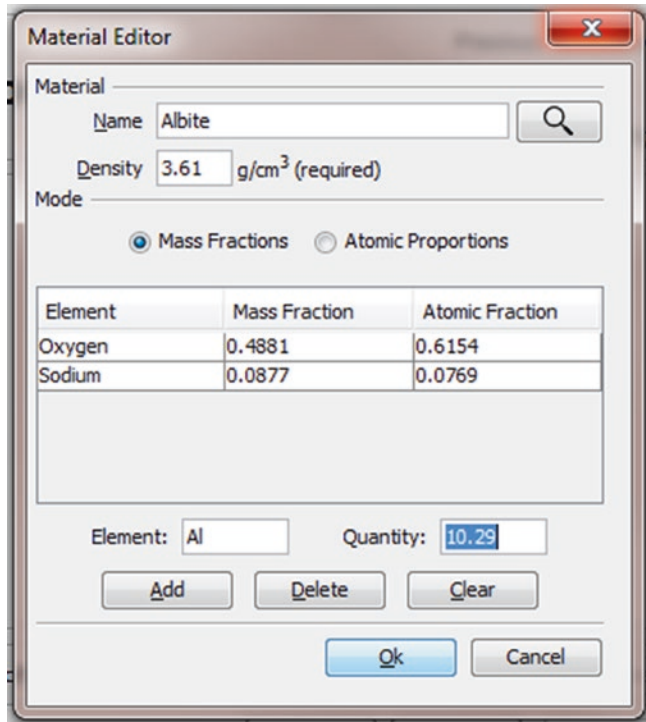 Material Editor
Material
Name Albite
Density 3.61 g/cm³ (required)
Mode
Mass Fractions Atomic Proportions
Element Mass Fraction Atomic Fraction
Oxygen 0.4881 0.6154
Sodium 0.0877 0.0769
Element: Al Quantity: 10.29
Add Delete Clear
Ok Cancel